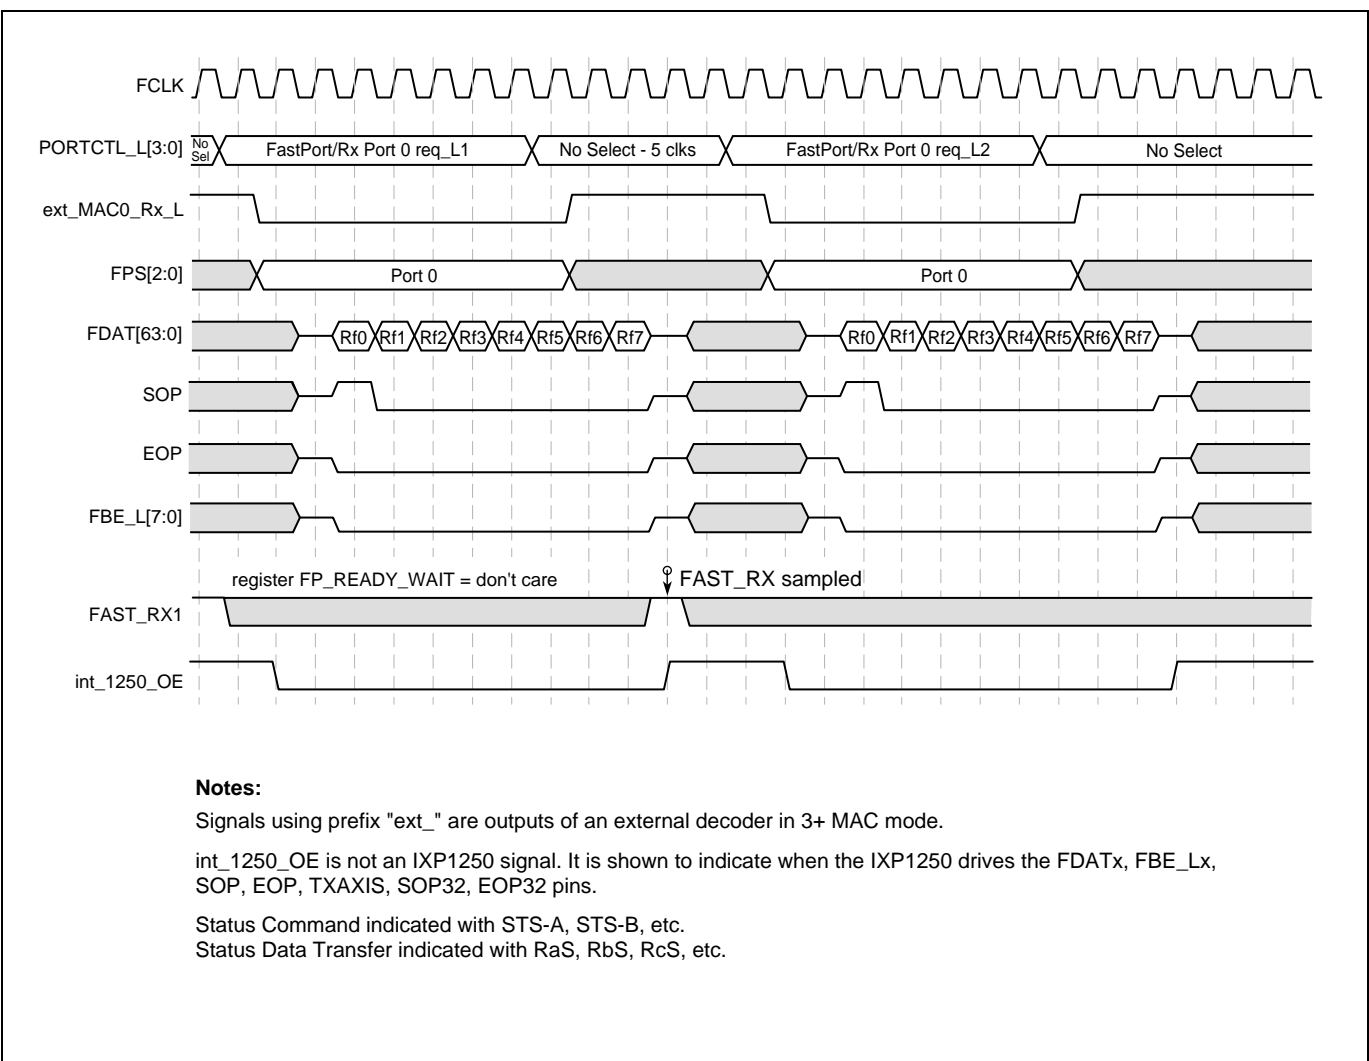 FCLK
PORTCTL_L[3:0] No Sel FastPort/Rx Port 0 req_L1 No Select - 5 clks FastPort/Rx Port 0 req_L2 No Select
ext_MAC0_Rx_L
FPS[2:0] Port 0 Port 0
FDAT[63:0] Rf0 Rf1 Rf2 Rf3 Rf4 Rf5 Rf6 Rf7 Rf0 Rf1 Rf2 Rf3 Rf4 Rf5 Rf6 Rf7
SOP
EOP
FBE_L[7:0]
register FP_READY_WAIT = don't care FAST_RX sampled
FAST_RX1
int_1250_OE
Notes:
Signals using prefix "ext_" are outputs of an external decoder in 3+ MAC mode.
int_1250_OE is not an IXP1250 signal. It is shown to indicate when the IXP1250 drives the FDATx, FBE_Lx,
SOP, EOP, TXAXIS, SOP32, EOP32 pins.
Status Command indicated with STS-A, STS-B, etc.
Status Data Transfer indicated with RaS, RbS, RcS, etc.